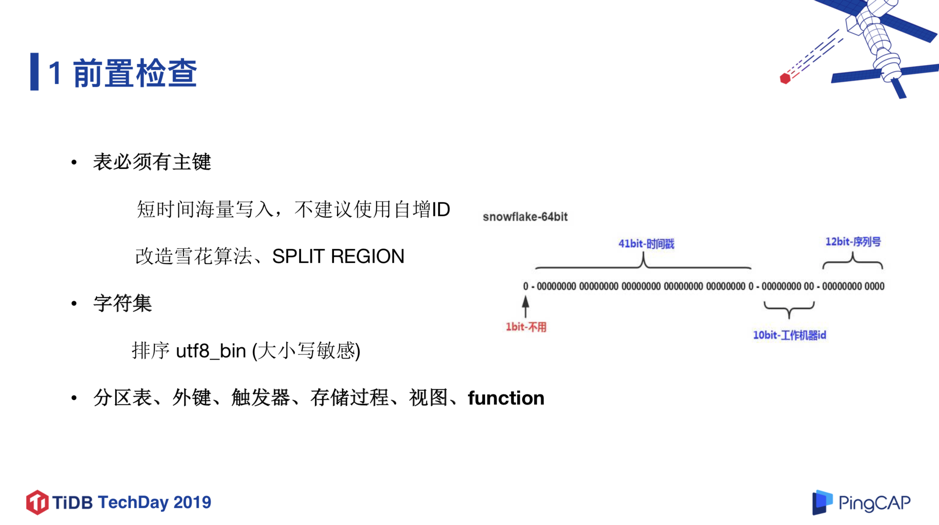 1 前置检查
• 表必须有主键
短时间海量写入，不建议使用自增ID
改造雪花算法、SPLIT REGION
• 字符集
排序 utf8_bin (大小写敏感)
• 分区表、外键、触发器、存储过程、视图、function
snowflake-64bit
41bit-时间戳
12bit-序列号
0 - 00000000 00000000 00000000 00000000 00000000 0 - 00000000 00 - 00000000 0000
1bit-不用
10bit-工作机器id
TiDB TechDay 2019
PingCAP